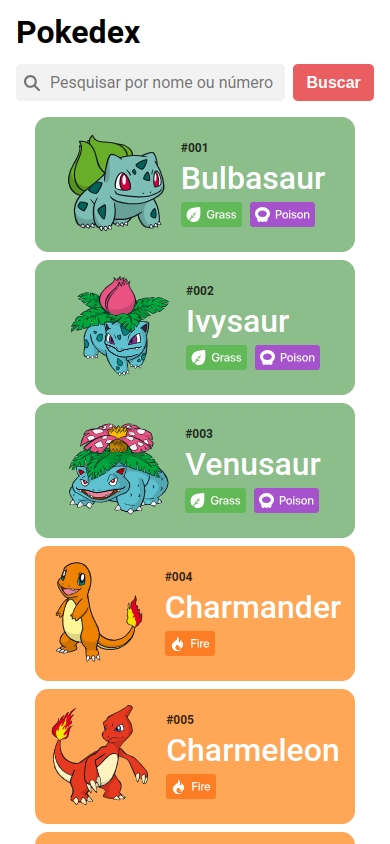 Pokedex
Pesquisar por nome ou número
Buscar
#001
Bulbasaur
Grass Poison
#002
Ivysaur
Grass Poison
#003
Venusaur
Grass Poison
#004
Charmander
Fire
#005
Charmeleon
Fire